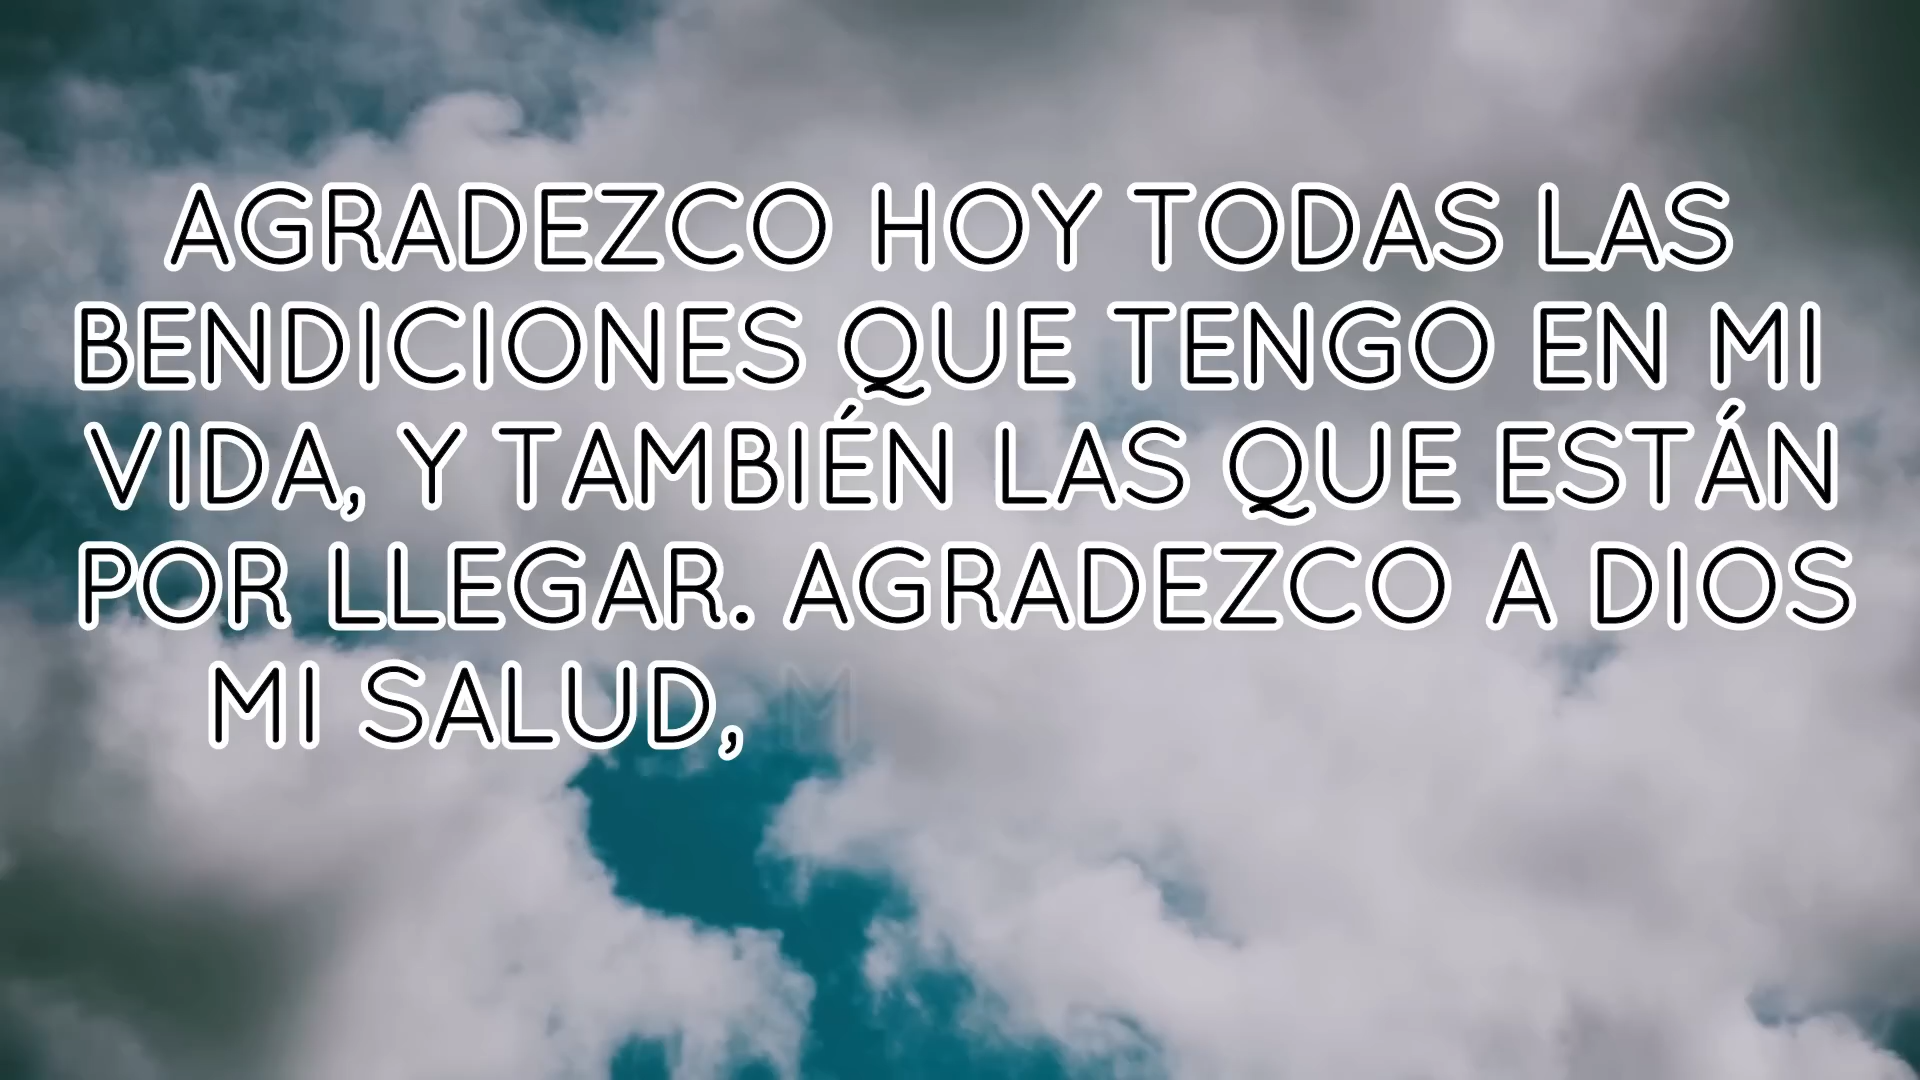 AGRADEZCO HOY TODAS LAS
BENDICIONES QUE TENGO EN MI
VIDA, Y TAMBIÉN LAS QUE ESTÁN
POR LLEGAR. AGRADEZCO A DIOS
MI SALUD, M